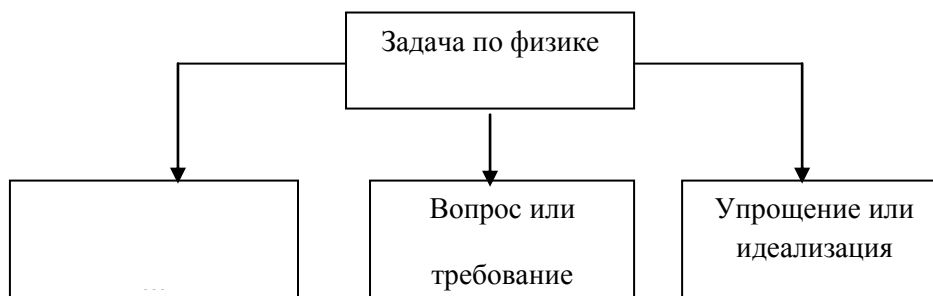 Задача по физике
...
Вопрос или
требование
Упрощение или
идеализация